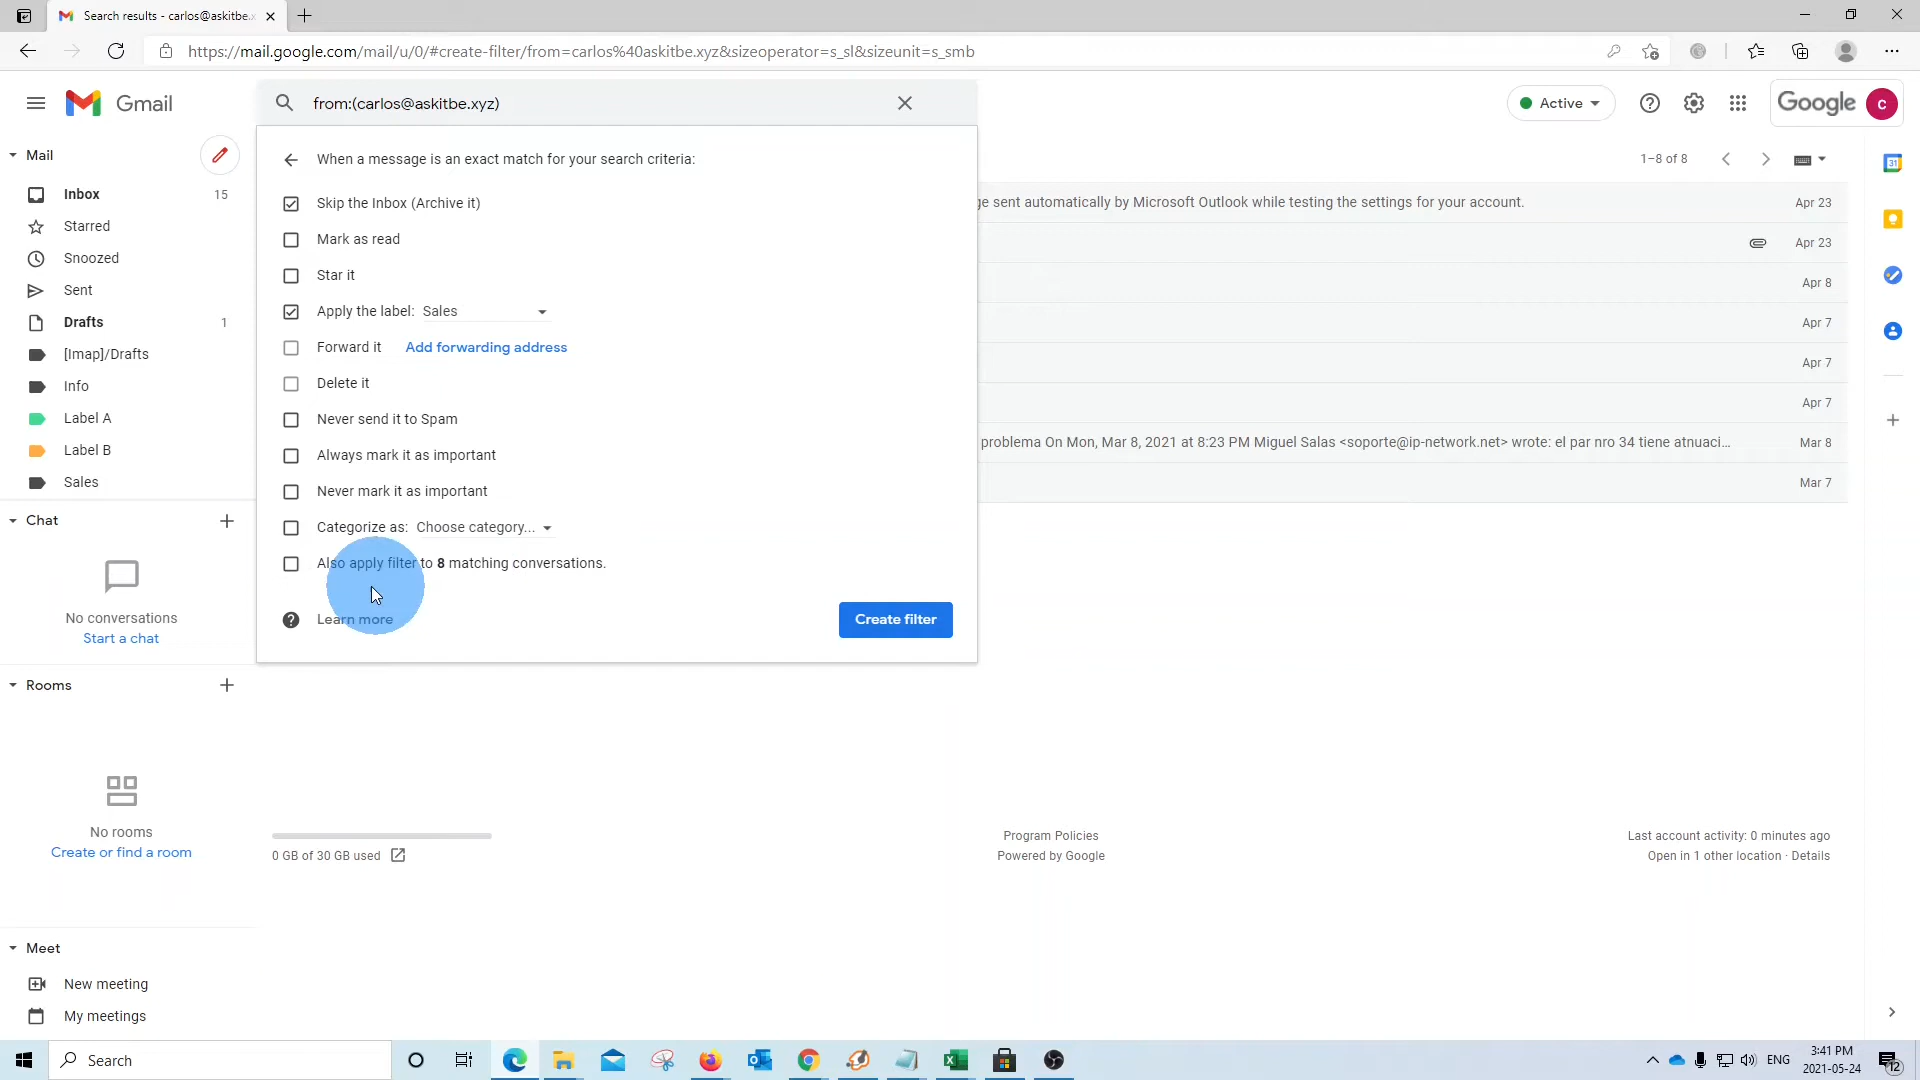 Search results - carlos@askitbe.x
https://mail.google.com/mail/u/0/#create-filter/from=carlos%40askitbe.xyz&sizeoperator=s_sl&sizeunit=s_smb
Gmail
from:(carlos@askitbe.xyz)
Active
Google
c
Mail
Inbox 15
Starred
Snoozed
Sent
Drafts 1
[Imap]/Drafts
Info
Label A
Label B
Sales
Chat
No conversations
Start a chat
Rooms
No rooms
Create or find a room
Meet
New meeting
My meetings
When a message is an exact match for your search criteria:
Skip the Inbox (Archive it)
Mark as read
Star it
Apply the label: Sales
Forward it Add forwarding address
Delete it
Never send it to Spam
Always mark it as important
Never mark it as important
Categorize as: Choose category...
Also apply filter to 8 matching conversations.
Learn more
Create filter
1–8 of 8
ge sent automatically by Microsoft Outlook while testing the settings for your account. Apr 23
Apr 23
Apr 8
Apr 7
Apr 7
Apr 7
problema On Mon, Mar 8, 2021 at 8:23 PM Miguel Salas <soporte@ip-network.net> wrote: el par nro 34 tiene atnuaci... Mar 8
Mar 7
31
0 GB of 30 GB used
Program Policies
Powered by Google
Last account activity: 0 minutes ago
Open in 1 other location · Details
Search
ENG
3:41 PM
2021-05-24
12